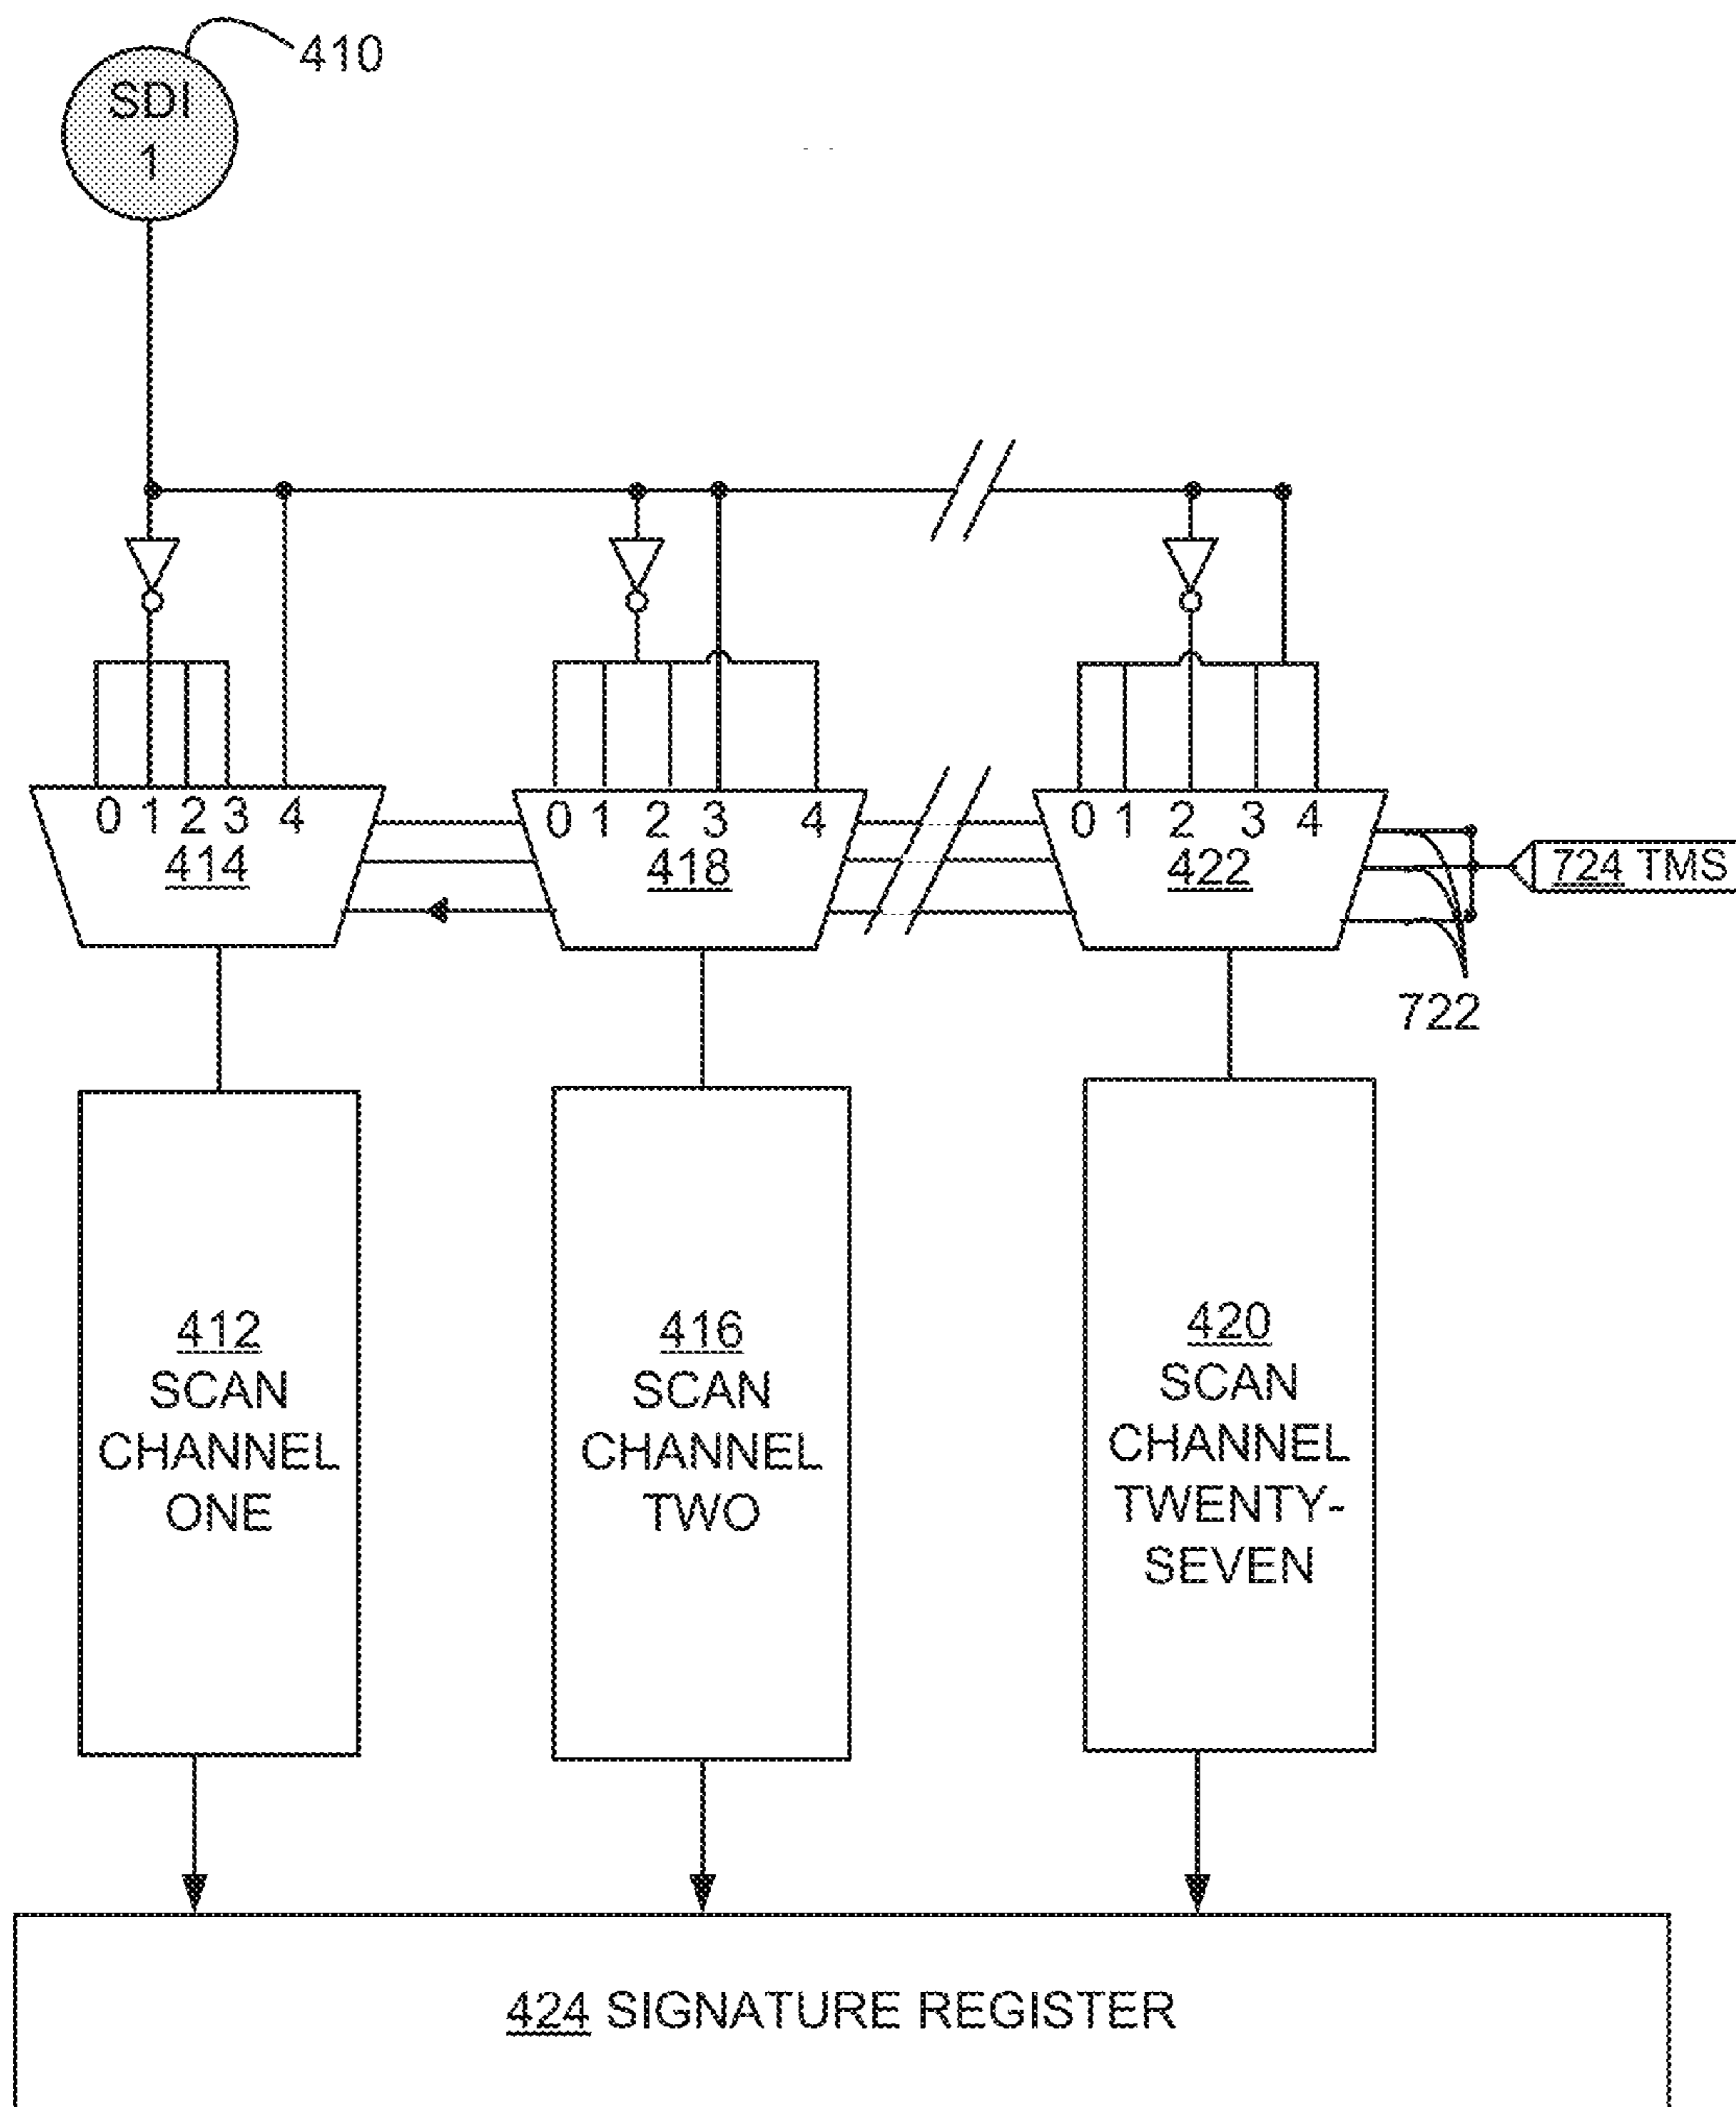 410
SDI
1
0 1 2 3 4
414
0 1 2 3 4
418
0 1 2 3 4
422
724 TMS
722
412
SCAN
CHANNEL
ONE
416
SCAN
CHANNEL
TWO
420
SCAN
CHANNEL
TWENTY-
SEVEN
424 SIGNATURE REGISTER